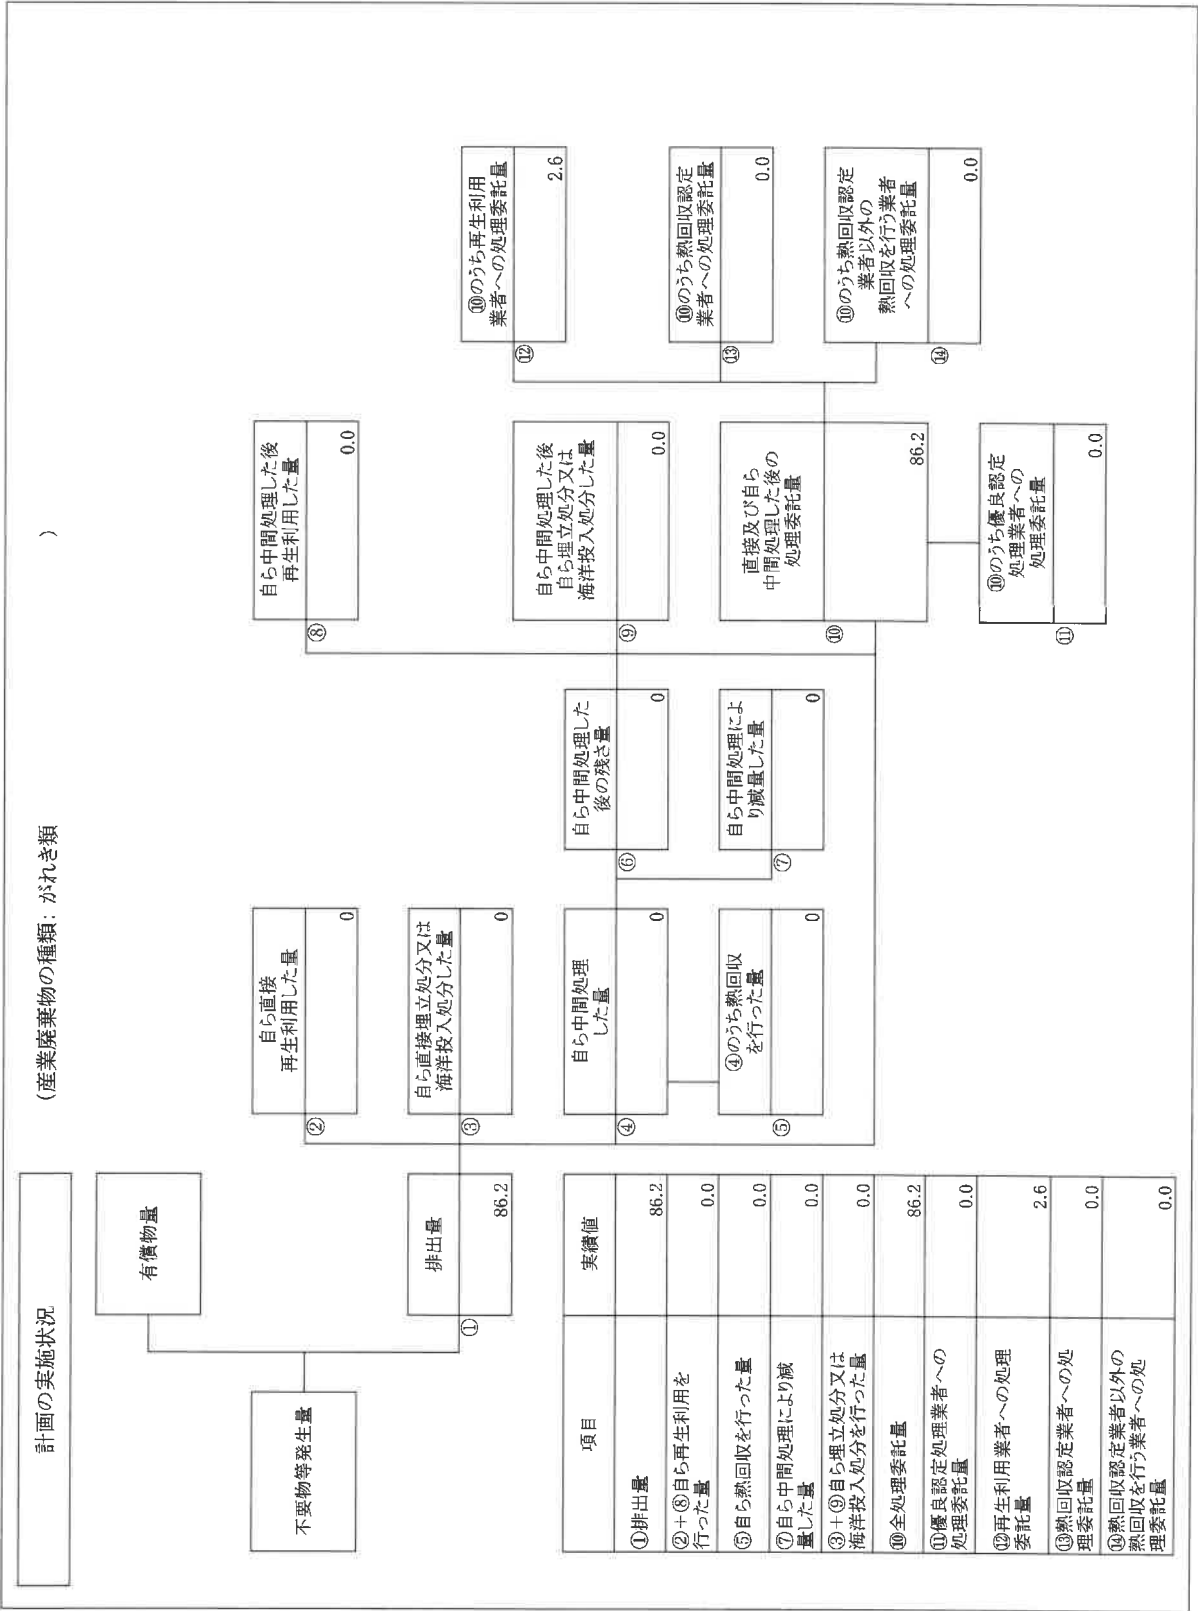 計画の実施状況
(産業廃棄物の種類: がれき類
)
不要物等発生量
有償物量
①
排出量
86.2
②
自ら直接
再生利用した量
0
③
自ら直接埋立処分又は
海洋投入処分した量
0
④
自ら中間処理
した量
0
⑤
④のうち熱回収
を行った量
0
⑥
自ら中間処理した
後の残さ量
0
⑦
自ら中間処理によ
り減量した量
0
⑧
自ら中間処理した後
再生利用した量
0.0
⑨
自ら中間処理した後
自ら埋立処分又は
海洋投入処分した量
0.0
⑩
直接及び自ら
中間処理した後の
処理委託量
86.2
⑪
⑩のうち優良認定
処理業者への
処理委託量
0.0
⑫
⑩のうち再生利用
業者への処理委託量
2.6
⑬
⑩のうち熱回収認定
業者への処理委託量
0.0
⑭
⑩のうち熱回収認定
業者以外の
熱回収を行う業者
への処理委託量
0.0
項目 実績値
①排出量 86.2
②+⑧自ら再生利用を
行った量 0.0
⑤自ら熱回収を行った量 0.0
⑦自ら中間処理により減
量した量 0.0
③+⑨自ら埋立処分又は
海洋投入処分を行った量 0.0
⑩全処理委託量 86.2
⑪優良認定処理業者への
処理委託量 0.0
⑫再生利用業者への処理
委託量 2.6
⑬熱回収認定業者への処
理委託量 0.0
⑭熱回収認定業者以外の
熱回収を行う業者への処
理委託量 0.0